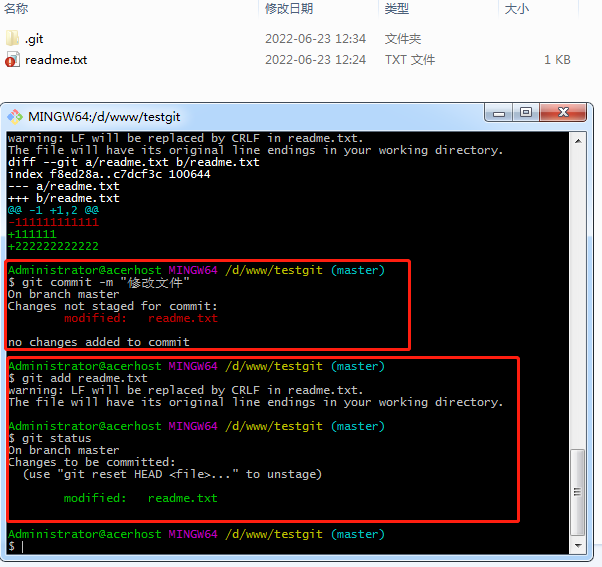 名称 修改日期 类型 大小
.git 2022-06-23 12:34 文件夹
readme.txt 2022-06-23 12:24 TXT 文件 1 KB
MINGW64:/d/www/testgit
warning: LF will be replaced by CRLF in readme.txt.
The file will have its original line endings in your working directory.
diff --git a/readme.txt b/readme.txt
index f8ed28a..c7dcf3c 100644
--- a/readme.txt
+++ b/readme.txt
@@ -1 +1,2 @@
-111111111111
+111111
+222222222222
Administrator@acerhost MINGW64 /d/www/testgit (master)
$ git commit -m "修改文件"
On branch master
Changes not staged for commit:
modified: readme.txt
no changes added to commit
Administrator@acerhost MINGW64 /d/www/testgit (master)
$ git add readme.txt
warning: LF will be replaced by CRLF in readme.txt.
The file will have its original line endings in your working directory.
Administrator@acerhost MINGW64 /d/www/testgit (master)
$ git status
On branch master
Changes to be committed:
(use "git reset HEAD <file>..." to unstage)
modified: readme.txt
Administrator@acerhost MINGW64 /d/www/testgit (master)
$